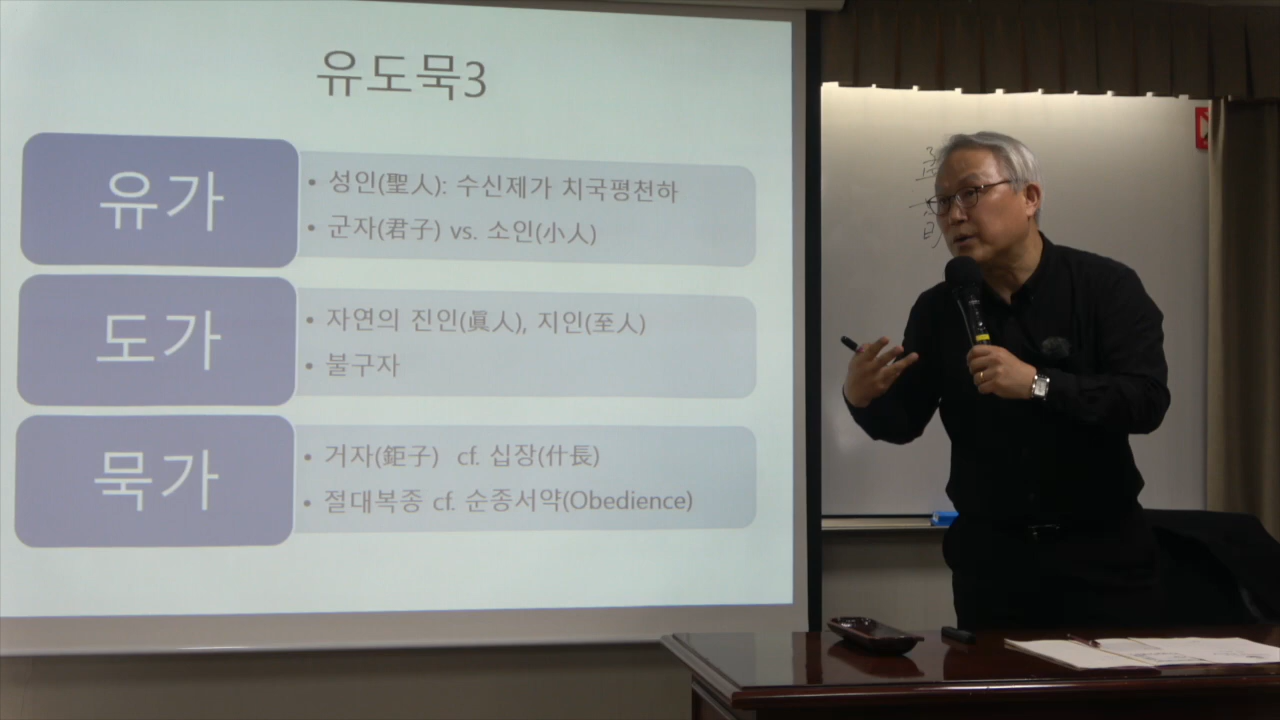 유도묵3
유가
• 성인(聖人): 수신제가 치국평천하
• 군자(君子) vs. 소인(小人)
도가
• 자연의 진인(眞人), 지인(至人)
• 불구자
묵가
• 거자(鉅子) cf. 십장(什長)
• 절대복종 cf. 순종서약(Obedience)